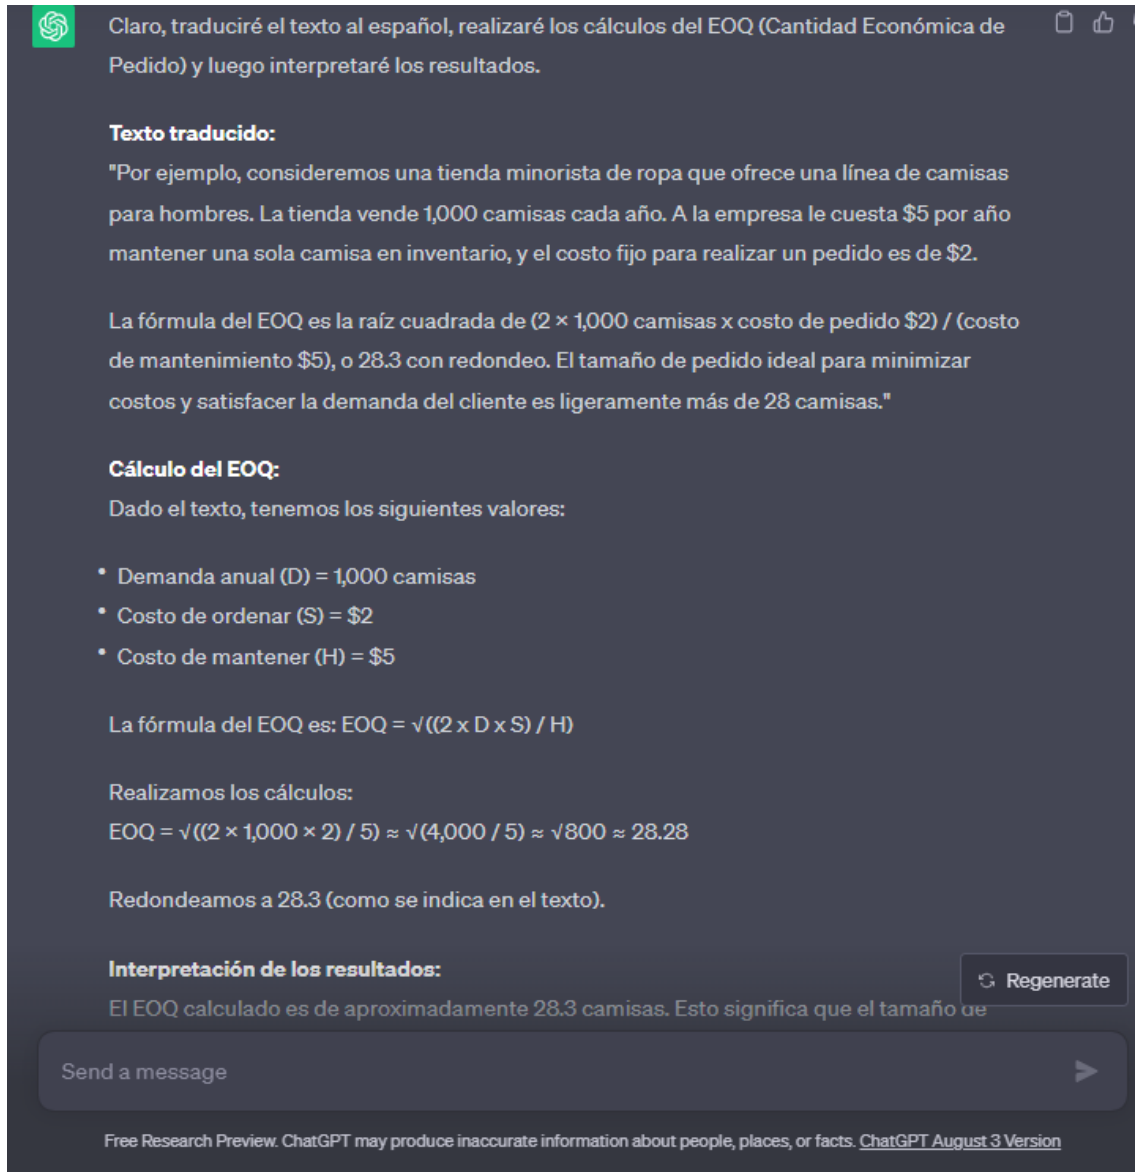 Claro, traduciré el texto al español, realizaré los cálculos del EOQ (Cantidad Económica de
Pedido) y luego interpretaré los resultados.
Texto traducido:
"Por ejemplo, consideremos una tienda minorista de ropa que ofrece una línea de camisas
para hombres. La tienda vende 1,000 camisas cada año. A la empresa le cuesta $5 por año
mantener una sola camisa en inventario, y el costo fijo para realizar un pedido es de $2.
La fórmula del EOQ es la raíz cuadrada de (2 × 1,000 camisas x costo de pedido $2) / (costo
de mantenimiento $5), o 28.3 con redondeo. El tamaño de pedido ideal para minimizar
costos y satisfacer la demanda del cliente es ligeramente más de 28 camisas."
Cálculo del EOQ:
Dado el texto, tenemos los siguientes valores:
• Demanda anual (D) = 1,000 camisas
• Costo de ordenar (S) = $2
• Costo de mantener (H) = $5
La fórmula del EOQ es: EOQ = √((2 x D x S) / H)
Realizamos los cálculos:
EOQ = √((2 × 1,000 × 2) / 5) ≈ √(4,000 / 5) ≈ √800 ≈ 28.28
Redondeamos a 28.3 (como se indica en el texto).
Interpretación de los resultados:
Regenerate
El EOQ calculado es de aproximadamente 28.3 camisas. Esto significa que el tamaño de
Send a message
Free Research Preview. ChatGPT may produce inaccurate information about people, places, or facts. ChatGPT August 3 Version